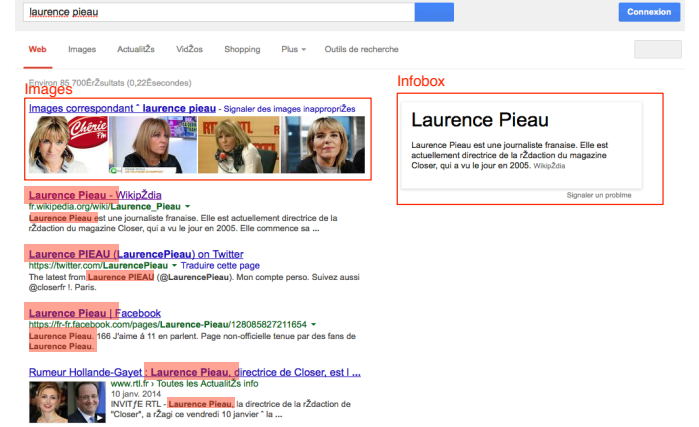 laurence pieau
Connexion
Web Images ActualitŽs VidŽos Shopping Plus Outils de recherche
Environ 85 700ÊrŽsultats (0,22Êsecondes)
Images
Infobox
Images correspondant ˆ laurence pieau - Signaler des images inappropriŽes
Chérie
FM
RTL
Laurence Pieau
Laurence Pieau est une journaliste franaise. Elle est
actuellement directrice de la rŽdaction du magazine
Closer, qui a vu le jour en 2005. WikipŽdia
Signaler un problme
Laurence Pieau - WikipŽdia
fr.wikipedia.org/wiki/Laurence_Pieau
Laurence Pieau est une journaliste franaise. Elle est actuellement directrice de la
rŽdaction du magazine Closer, qui a vu le jour en 2005. Elle commence sa ...
Laurence PIEAU (LaurencePieau) on Twitter
https://twitter.com/LaurencePieau Traduire cette page
The latest from Laurence PIEAU (@LaurencePieau). Mon compte perso. Suivez aussi
@closerfr !. Paris.
Laurence Pieau | Facebook
https://fr-fr.facebook.com/pages/Laurence-Pieau/128085827211654
Laurence Pieau. 166 J'aime á 11 en parlent. Page non-officielle tenue par des fans de
Laurence Pieau.
Rumeur Hollande-Gayet : Laurence Pieau, directrice de Closer, est l ...
www.rtl.fr › Toutes les ActualitŽs info
10 janv. 2014
INVITƒE RTL - Laurence Pieau, la directrice de la rŽdaction de
"Closer", a rŽagi ce vendredi 10 janvier ˆ la ...